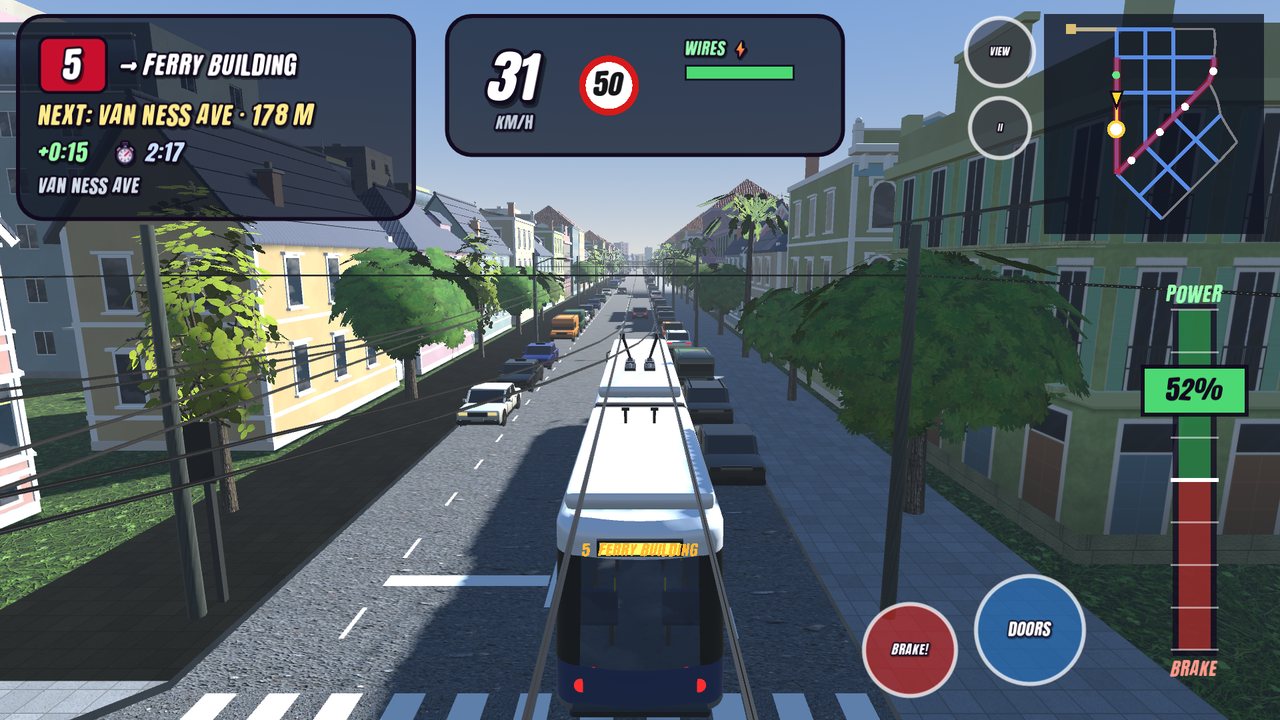 5 → FERRY BUILDING
NEXT: VAN NESS AVE · 178 M
+0:15 2:17
VAN NESS AVE
31
KM/H
50
WIRES
VIEW
II
POWER
52%
BRAKE
5 FERRY BUILDING
BRAKE!
DOORS